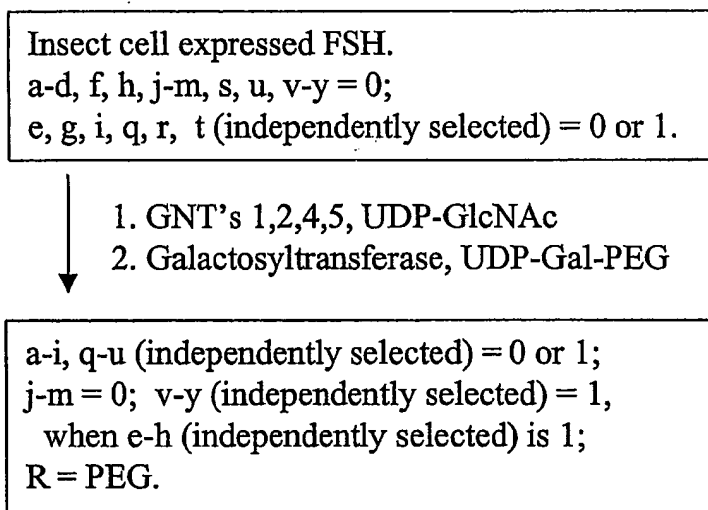 Insect cell expressed FSH.
a-d, f, h, j-m, s, u, v-y = 0;
e, g, i, q, r, t (independently selected) = 0 or 1.
1. GNT's 1,2,4,5, UDP-GlcNAc
2. Galactosyltransferase, UDP-Gal-PEG
a-i, q-u (independently selected) = 0 or 1;
j-m = 0; v-y (independently selected) = 1,
when e-h (independently selected) is 1;
R = PEG.